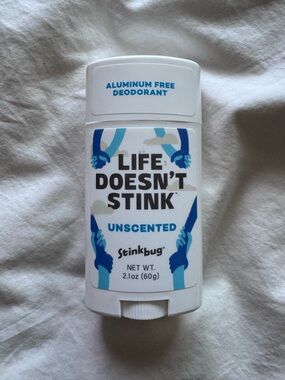 ALUMINUM FREE
DEODORANT
LIFE
DOESN'T
STINK
UNSCENTED
Stinkbug
NET WT.
2.1oz (60g)